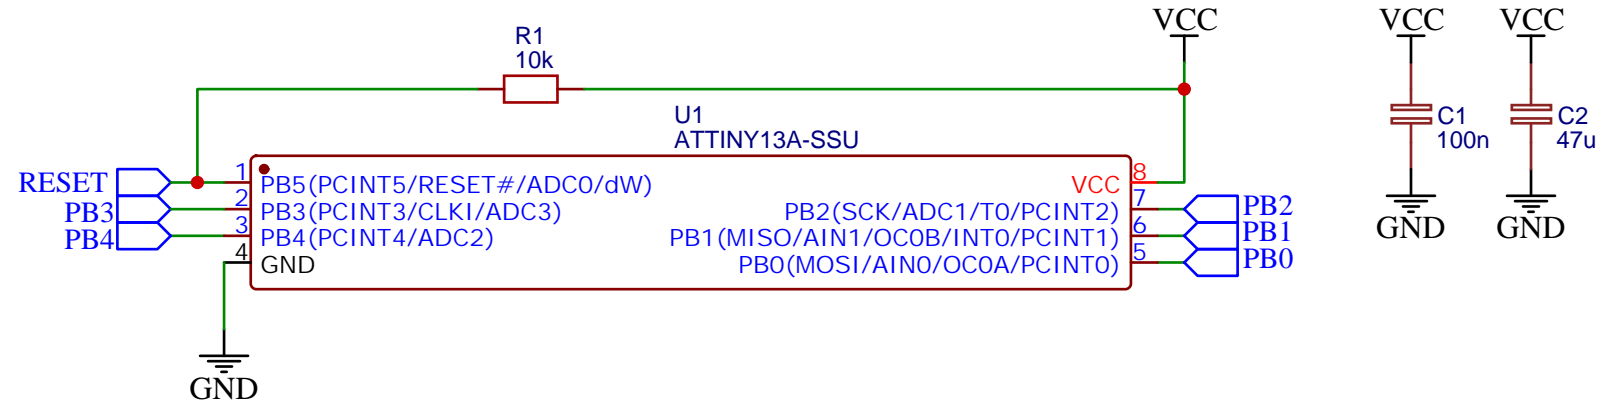 VCC
VCC
VCC
R1
10k
U1
ATTINY13A-SSU
C1
100n
C2
47u
RESET
1
PB5(PCINT5/RESET#/ADC0/dW)
VCC
8
PB3
2
PB3(PCINT3/CLKI/ADC3)
PB2(SCK/ADC1/T0/PCINT2)
7
PB2
PB4
3
PB4(PCINT4/ADC2)
PB1(MISO/AIN1/OC0B/INT0/PCINT1)
6
PB1
4
GND
PB0(MOSI/AIN0/OC0A/PCINT0)
5
PB0
GND
GND
GND